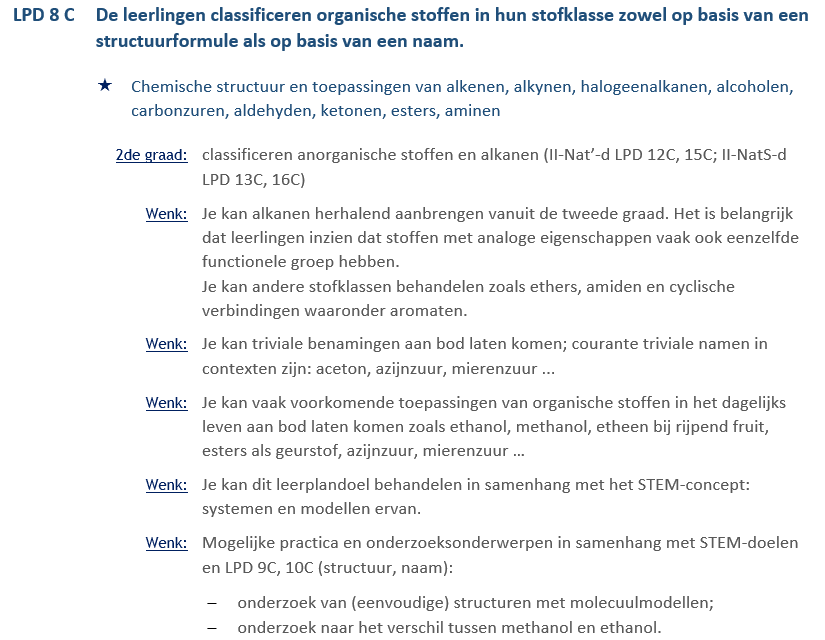 LPD 8 C De leerlingen classificeren organische stoffen in hun stofklasse zowel op basis van een
structuurformule als op basis van een naam.
★ Chemische structuur en toepassingen van alkenen, alkynen, halogeenalkanen, alcoholen,
carbonzuren, aldehyden, ketonen, esters, aminen
2de graad: classificeren anorganische stoffen en alkanen (II-Nat’-d LPD 12C, 15C; II-NatS-d
LPD 13C, 16C)
Wenk: Je kan alkanen herhalend aanbrengen vanuit de tweede graad. Het is belangrijk
dat leerlingen inzien dat stoffen met analoge eigenschappen vaak ook eenzelfde
functionele groep hebben.
Je kan andere stofklassen behandelen zoals ethers, amiden en cyclische
verbindingen waaronder aromaten.
Wenk: Je kan triviale benamingen aan bod laten komen; courante triviale namen in
contexten zijn: aceton, azijnzuur, mierenzuur ...
Wenk: Je kan vaak voorkomende toepassingen van organische stoffen in het dagelijks
leven aan bod laten komen zoals ethanol, methanol, etheen bij rijpend fruit,
esters als geurstof, azijnzuur, mierenzuur …
Wenk: Je kan dit leerplandoel behandelen in samenhang met het STEM-concept:
systemen en modellen ervan.
Wenk: Mogelijke practica en onderzoeksonderwerpen in samenhang met STEM-doelen
en LPD 9C, 10C (structuur, naam):
– onderzoek van (eenvoudige) structuren met molecuulmodellen;
– onderzoek naar het verschil tussen methanol en ethanol.